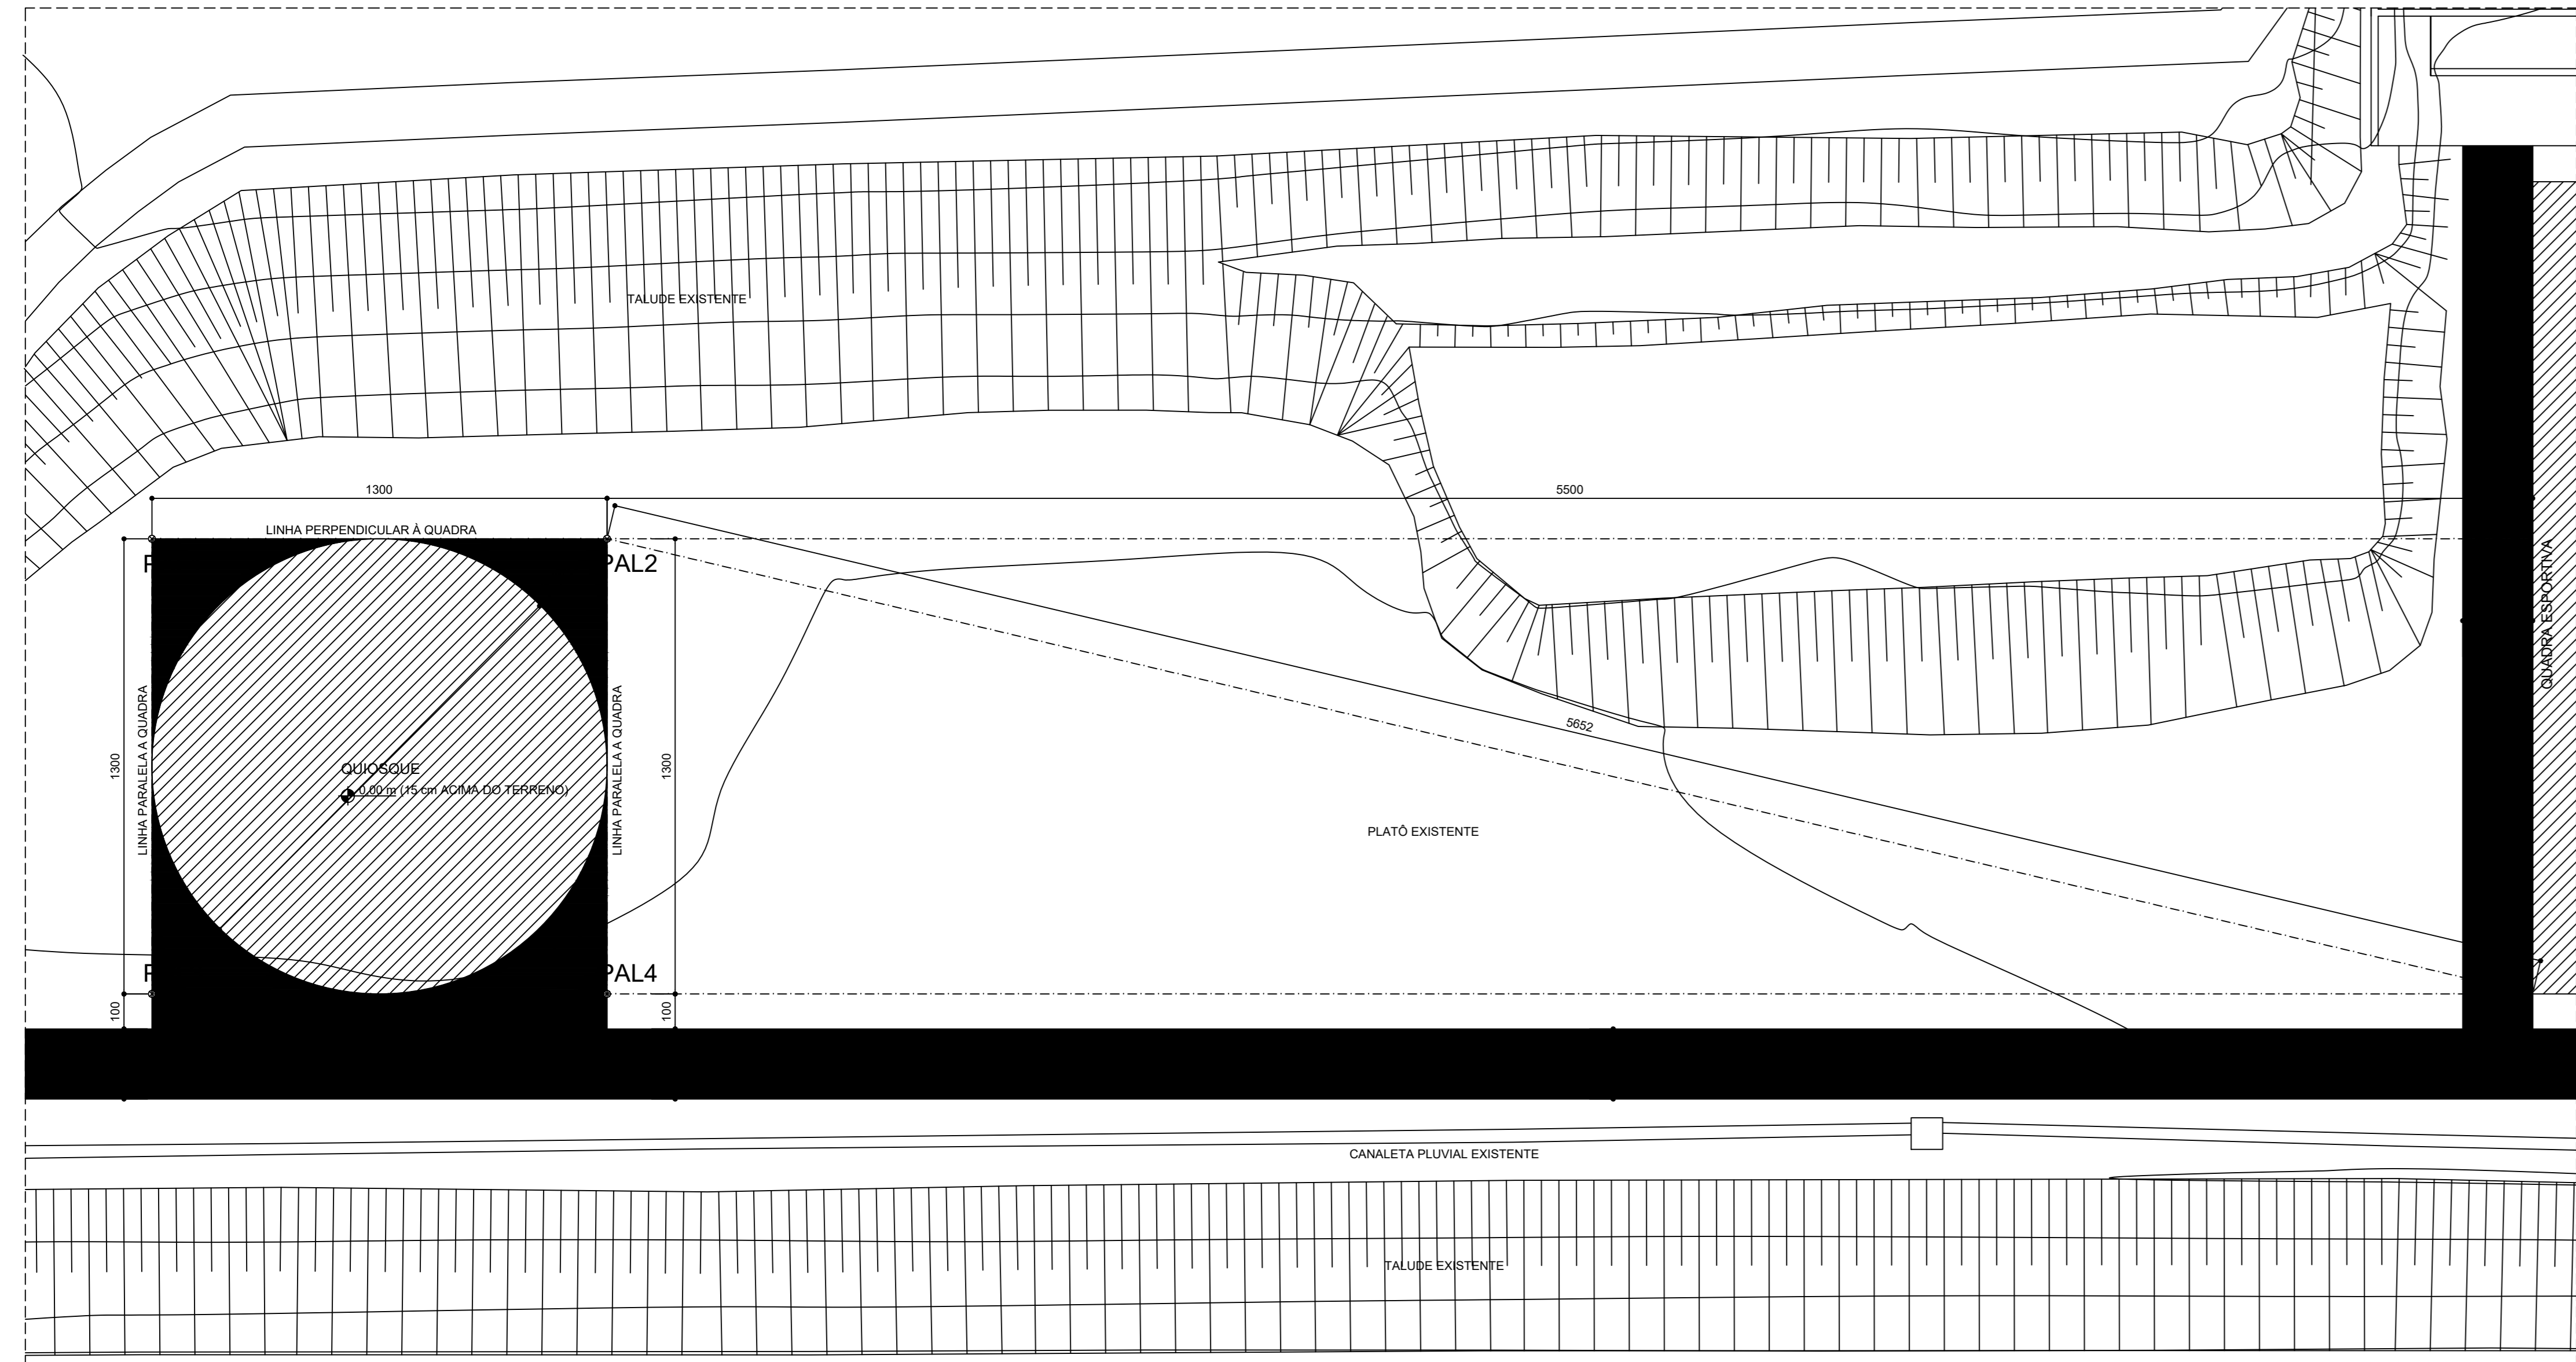 TALUDE EXISTENTE
1300
5500
LINHA PERPENDICULAR À QUADRA
PAL2
QUADRA ESPORTIVA
LINHA PARALELA A QUADRA
LINHA PARALELA A QUADRA
5652
1300
1300
QUIOSQUE
0,00 m (15 cm ACIMA DO TERRENO)
PLATÔ EXISTENTE
PAL4
100
100
CANALETA PLUVIAL EXISTENTE
TALUDE EXISTENTE